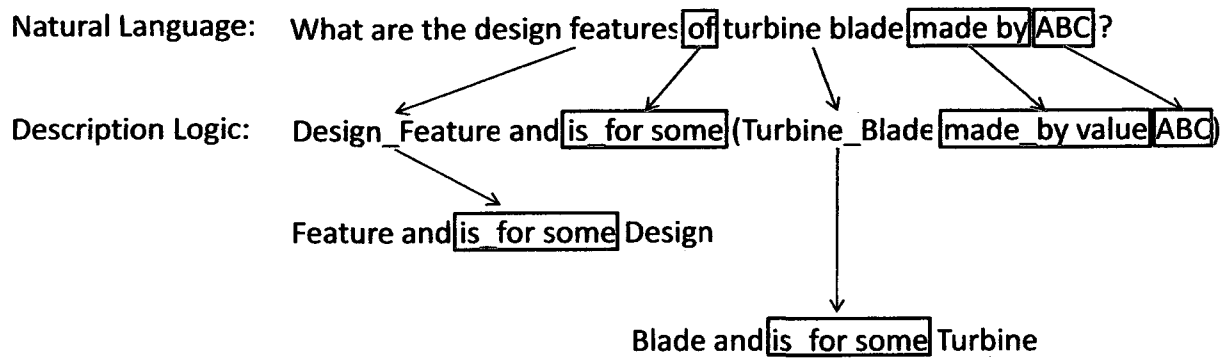 Natural Language: What are the design features of turbine blade made by ABC ?
Description Logic: Design_Feature and is_for some (Turbine_Blade made_by value ABC)
Feature and is_for some Design
Blade and is_for some Turbine